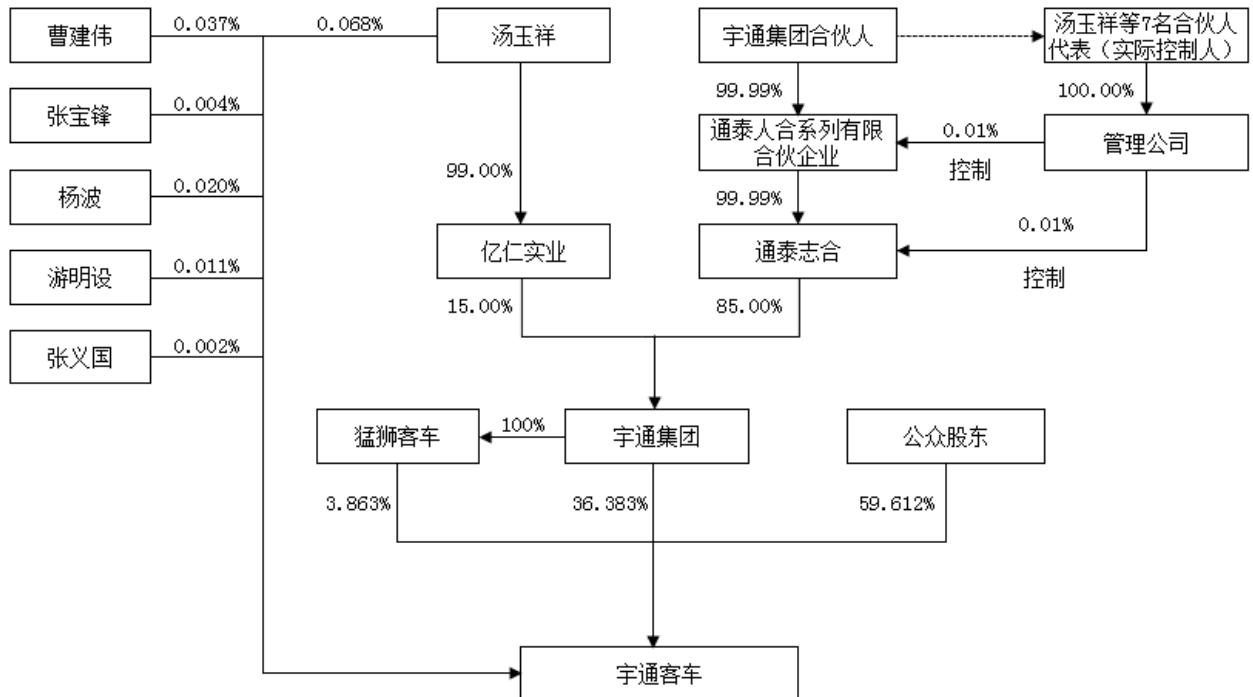 曹建伟
0.037%
0.068%
汤玉祥
宇通集团合伙人
汤玉祥等7名合伙人
代表（实际控制人）
99.99%
100.00%
张宝锋
0.004%
通泰人合系列有限
合伙企业
0.01%
控制
管理公司
杨波
0.020%
99.00%
99.99%
0.01%
控制
游明设
0.011%
亿仁实业
通泰志合
15.00%
85.00%
张义国
0.002%
猛狮客车
100%
宇通集团
公众股东
3.863%
36.383%
59.612%
宇通客车